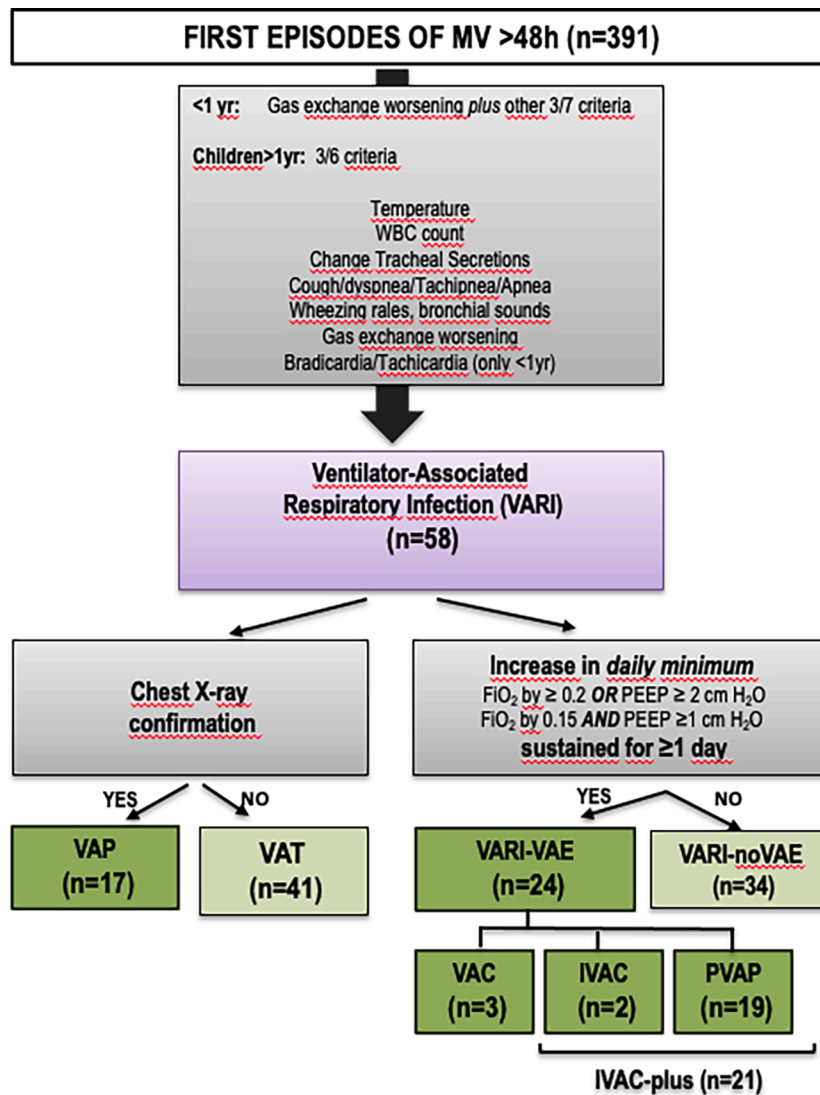 FIRST EPISODES OF MV >48h (n=391)
<1 yr: Gas exchange worsening plus other 3/7 criteria
Children>1yr: 3/6 criteria
Temperature
WBC count
Change Tracheal Secretions
Cough/dyspnea/Tachipnea/Apnea
Wheezing rales, bronchial sounds
Gas exchange worsening
Bradicardia/Tachicardia (only <1yr)
Ventilator-Associated
Respiratory Infection (VARI)
(n=58)
Chest X-ray
confirmation
Increase in daily minimum
FiO₂ by ≥ 0.2 OR PEEP ≥ 2 cm H₂O
FiO₂ by 0.15 AND PEEP ≥1 cm H₂O
sustained for ≥1 day
YES
NO
YES
NO
VAP
(n=17)
VAT
(n=41)
VARI-VAE
(n=24)
VARI-noVAE
(n=34)
VAC
(n=3)
IVAC
(n=2)
PVAP
(n=19)
IVAC-plus (n=21)